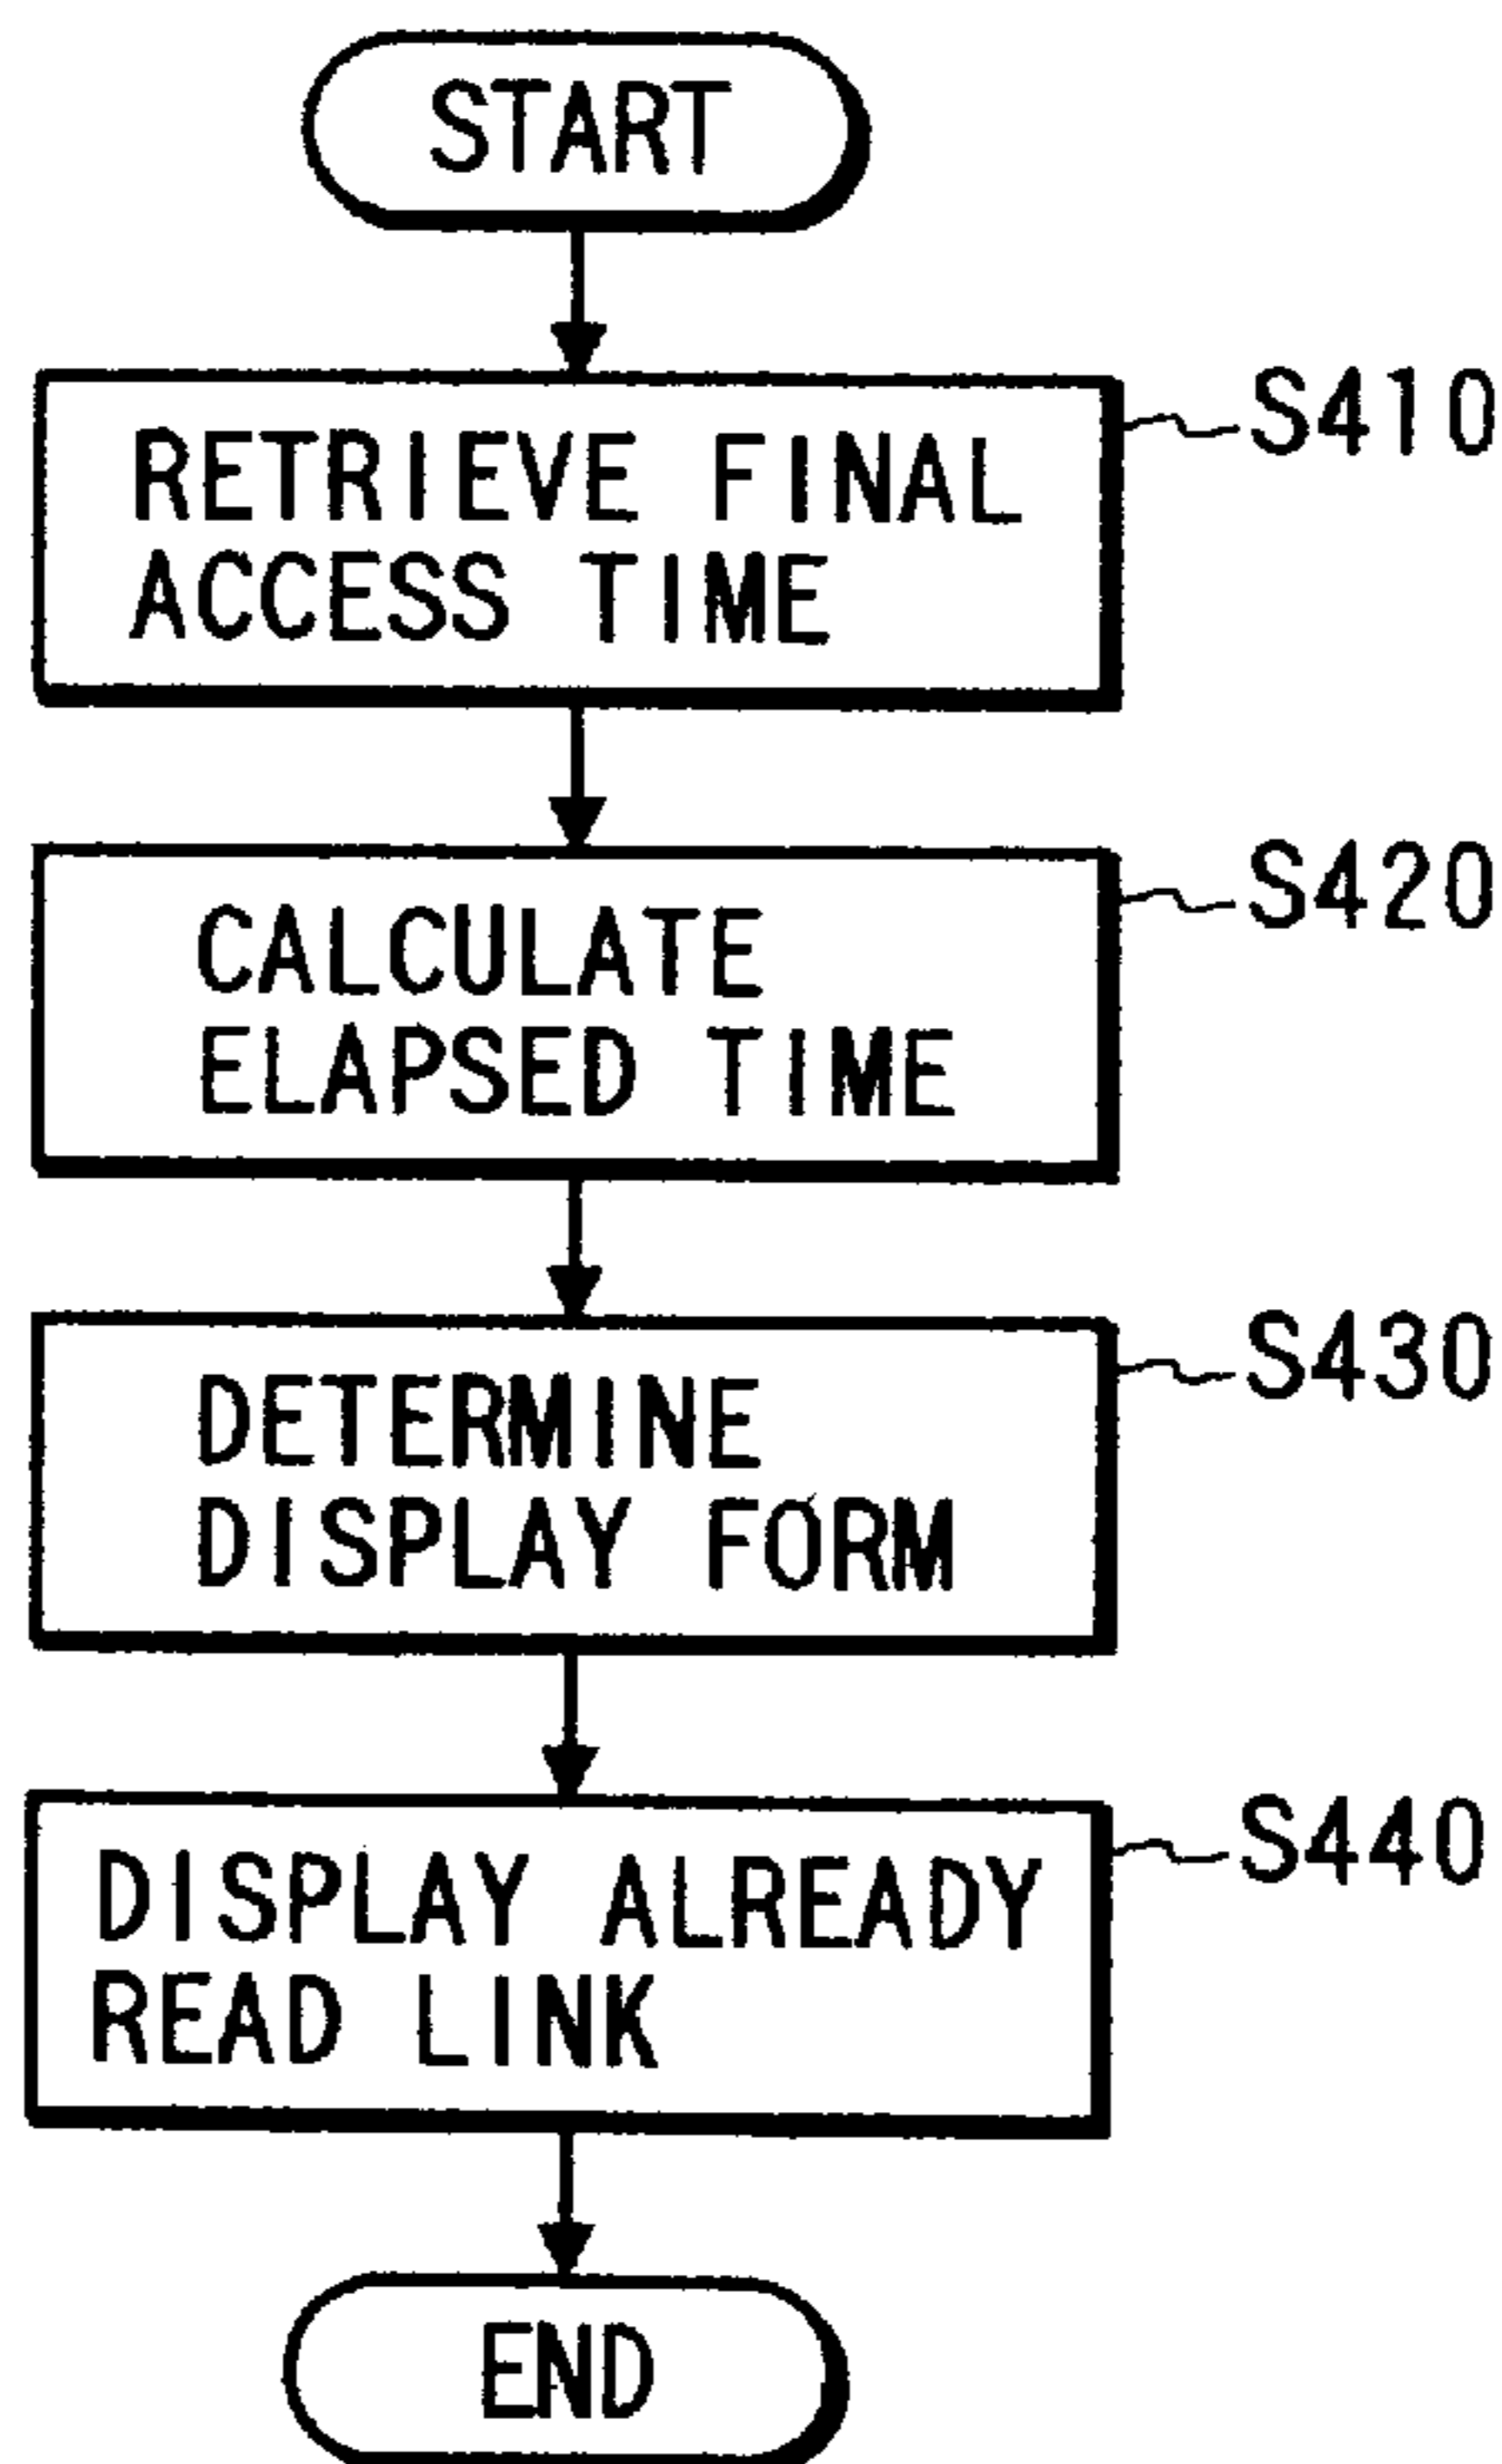 START
RETRIEVE FINAL
ACCESS TIME
S410
CALCULATE
ELAPSED TIME
S420
DETERMINE
DISPLAY FORM
S430
DISPLAY ALREADY
READ LINK
S440
END